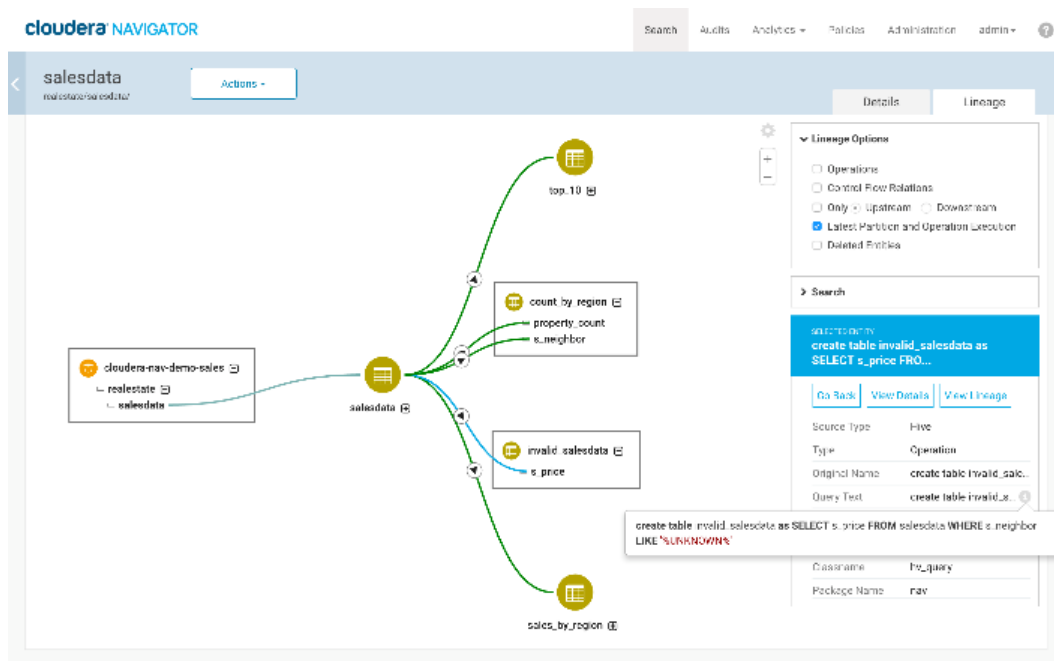 cloudera NAVIGATOR
Search Audits Analytics Policies Administration admin ?
salesdata
realestate/salesdata/
Actions
Details Lineage
Lineage Options
Operations
Control Flow Relations
Only Upstream Downstream
Latest Partition and Operation Execution
Deleted Entities
Search
SELECTED ENTITY
create table invalid_salesdata as
SELECT s_price FRO...
Go Back View Details View Lineage
Source Type Hive
Type Operation
Original Name create table invalid_sale...
Query Text create table invalid_s...
create table invalid_salesdata as SELECT s_price FROM salesdata WHERE s_neighbor
LIKE '%UNKNOWN%'
Classname hv_query
Package Name nav
top_10
count_by_region
property_count
s_neighbor
cloudera-nav-demo-sales
realestate
salesdata
salesdata
invalid_salesdata
s_price
sales_by_region